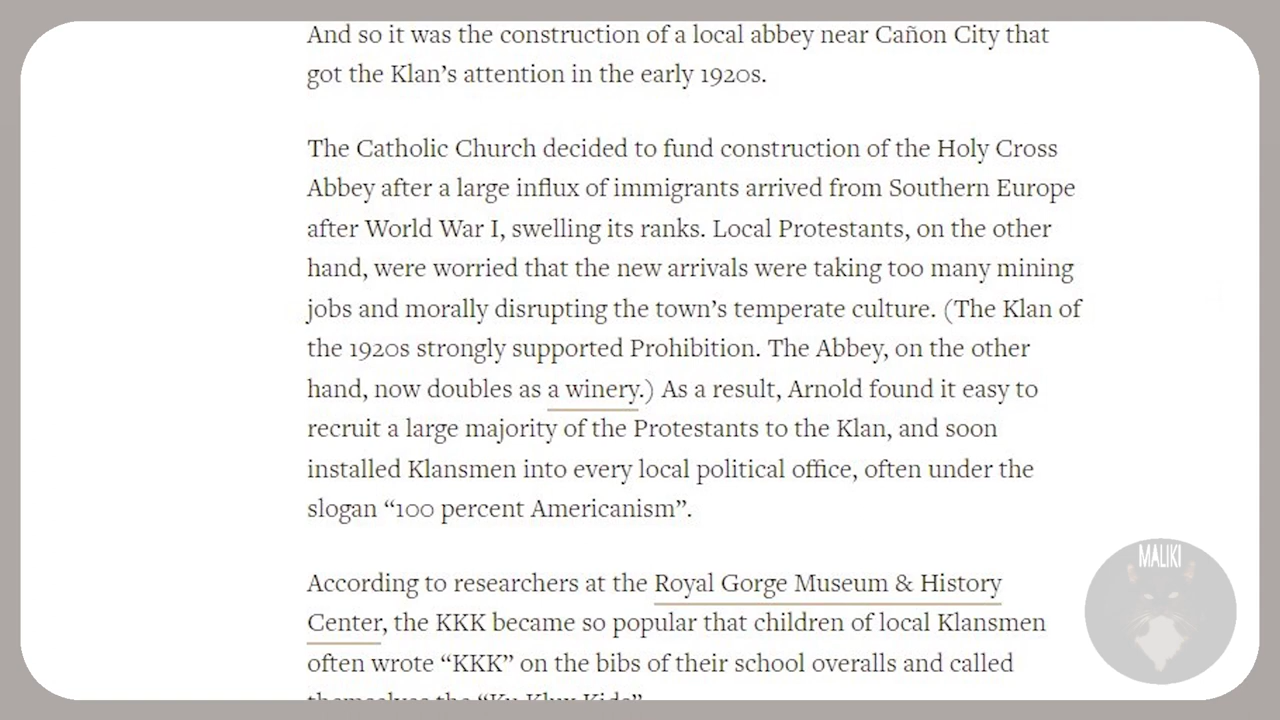 And so it was the construction of a local abbey near Cañon City that
got the Klan’s attention in the early 1920s.
The Catholic Church decided to fund construction of the Holy Cross
Abbey after a large influx of immigrants arrived from Southern Europe
after World War I, swelling its ranks. Local Protestants, on the other
hand, were worried that the new arrivals were taking too many mining
jobs and morally disrupting the town’s temperate culture. (The Klan of
the 1920s strongly supported Prohibition. The Abbey, on the other
hand, now doubles as a winery.) As a result, Arnold found it easy to
recruit a large majority of the Protestants to the Klan, and soon
installed Klansmen into every local political office, often under the
slogan “100 percent Americanism”.
According to researchers at the Royal Gorge Museum & History
Center, the KKK became so popular that children of local Klansmen
often wrote “KKK” on the bibs of their school overalls and called
themselves the “Ku Klux Kids”
MALIKI